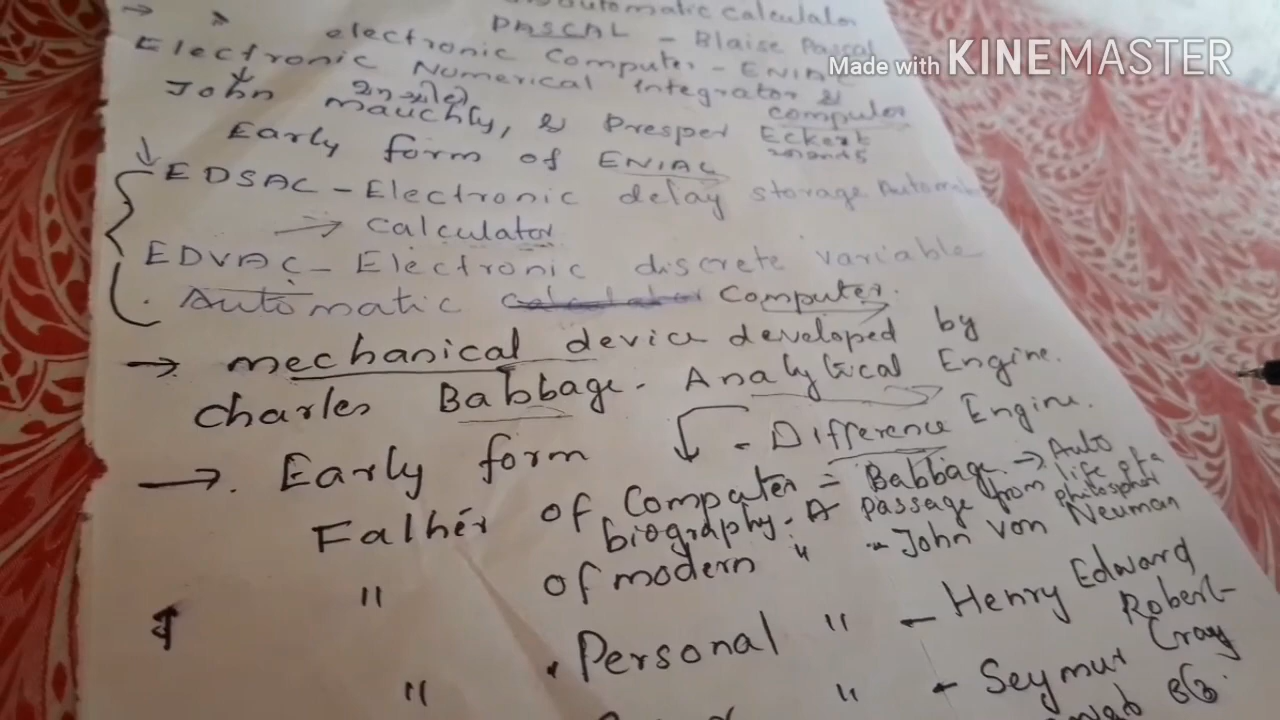 automatic calculator
PASCAL - Blaise Pascal
electronic Computer - ENIAC
Made with KINEMASTER
Electronic Numerical Integrator &
computer
John mauchly, & Presper Eckert
Early form of ENIAC
EDSAC - Electronic delay storage Automa
→ Calculator
EDVAC - Electronic discrete variable
Automatic Computer.
→ mechanical device developed by
Charles Babbage. Analytical Engine.
→ Early form - Difference Engine.
Father of Computer = Babbage. → Auto
biography. A passage from life of a
philosopher
" of modern " - John Von Neuman
" Personal " - Henry Edward
Robert
" " - Seymur Cray